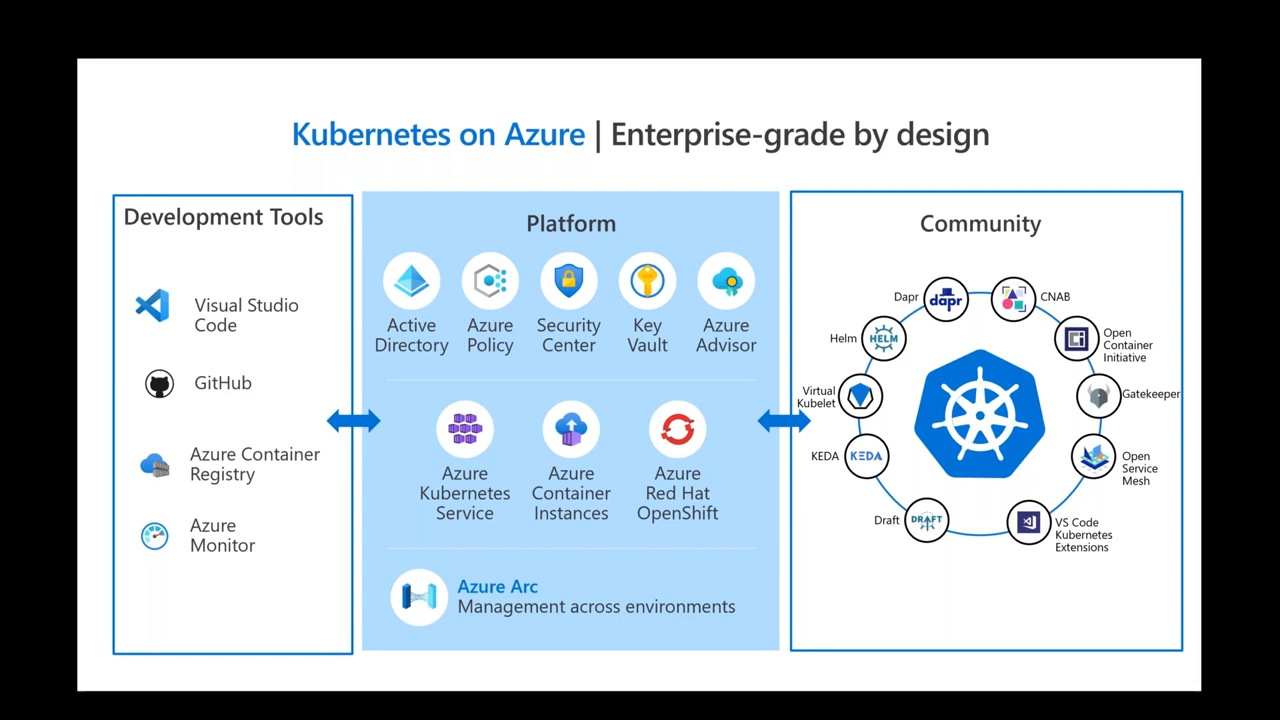 Kubernetes on Azure | Enterprise-grade by design
Development Tools
Visual Studio
Code
GitHub
Azure Container
Registry
Azure
Monitor
Platform
Active
Directory
Azure
Policy
Security
Center
Key
Vault
Azure
Advisor
Azure
Kubernetes
Service
Azure
Container
Instances
Azure
Red Hat
OpenShift
Azure Arc
Management across environments
Community
Dapr
dapr
CNAB
Helm
HELM
Open
Container
Initiative
Virtual
Kubelet
Gatekeeper
KEDA
KEDA
Open
Service
Mesh
Draft
DRAFT
VS Code
Kubernetes
Extensions